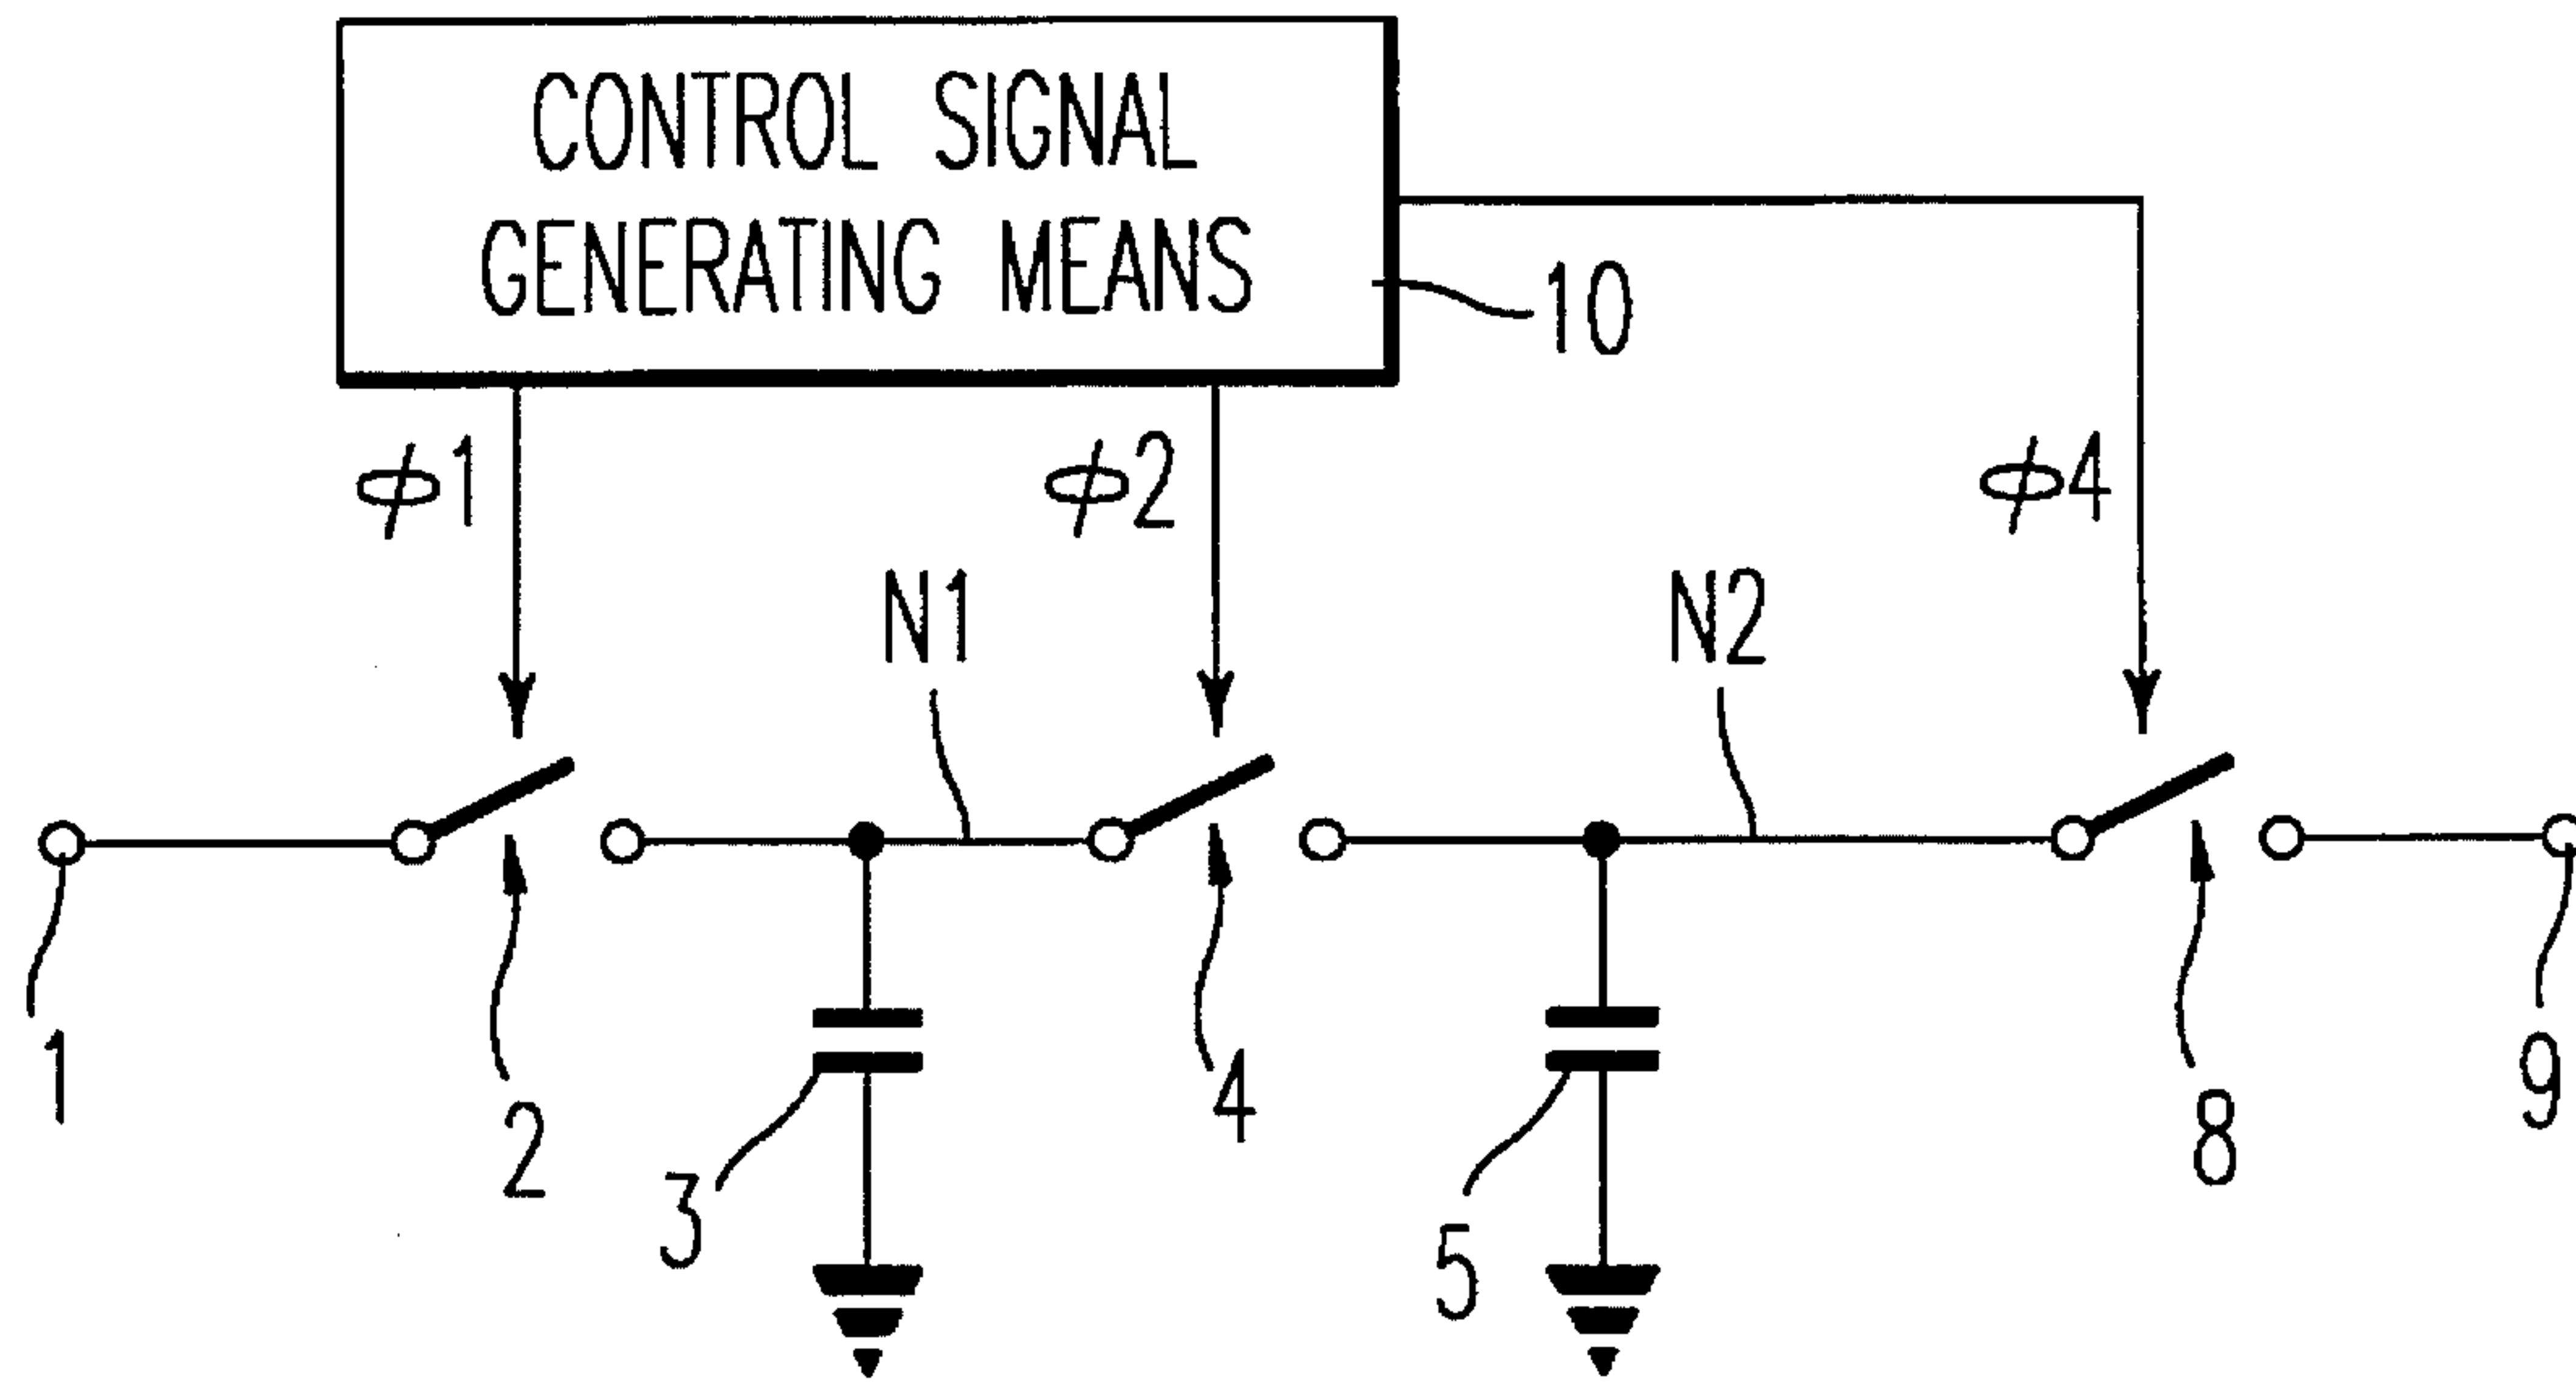 CONTROL SIGNAL
GENERATING MEANS
10
ϕ1 ϕ2 ϕ4
N1 N2
1 2 3 4 5 8 9